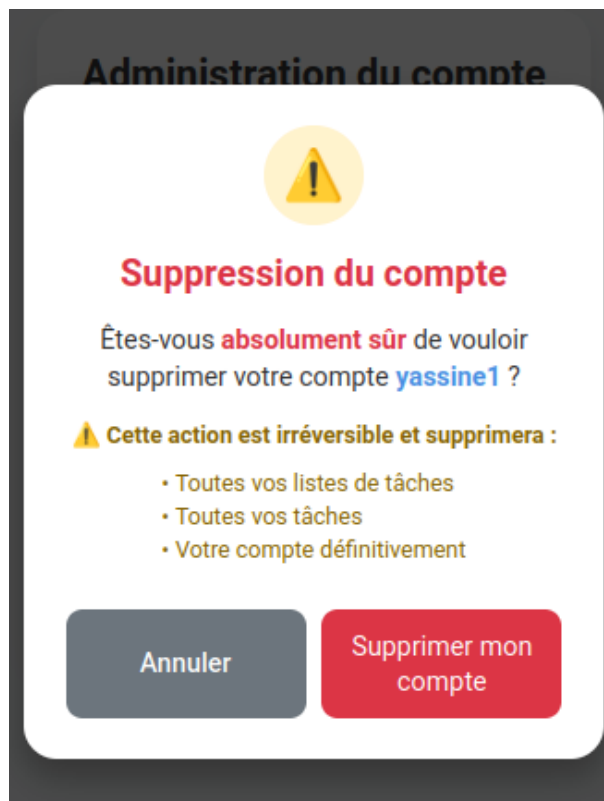 Administration du compte
Suppression du compte
Êtes-vous absolument sûr de vouloir
supprimer votre compte yassine1 ?
⚠️ Cette action est irréversible et supprimera :
• Toutes vos listes de tâches
• Toutes vos tâches
• Votre compte définitivement
Annuler
Supprimer mon
compte